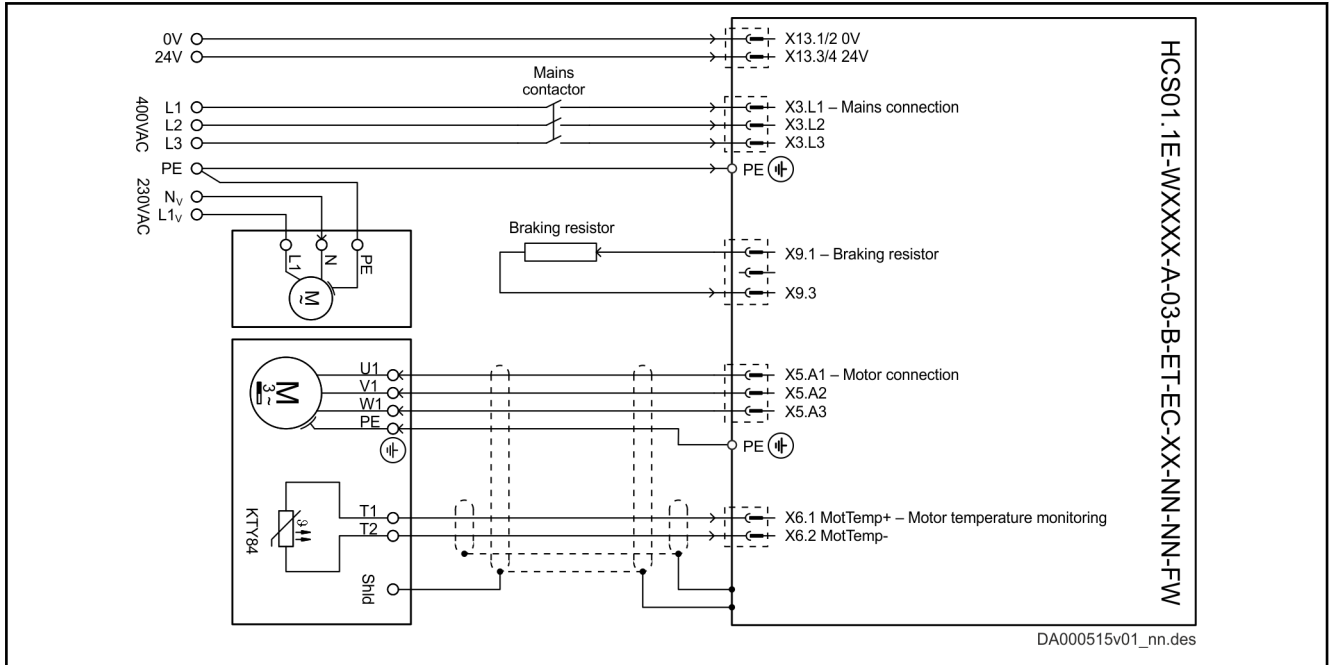 0V
24V
Mains
contactor
400VAC
L1
L2
L3
PE
230VAC
NV
L1V
L1
N
PE
M
~
Braking resistor
X13.1/2 0V
X13.3/4 24V
X3.L1 – Mains connection
X3.L2
X3.L3
PE
X9.1 – Braking resistor
X9.3
M
3 ~
U1
V1
W1
PE
X5.A1 – Motor connection
X5.A2
X5.A3
PE
KTY84
ϑ
T1
T2
Shld
X6.1 MotTemp+ – Motor temperature monitoring
X6.2 MotTemp-
HCS01.1E-WXXXX-A-03-B-ET-EC-XX-NN-NN-FW
DA000515v01_nn.des